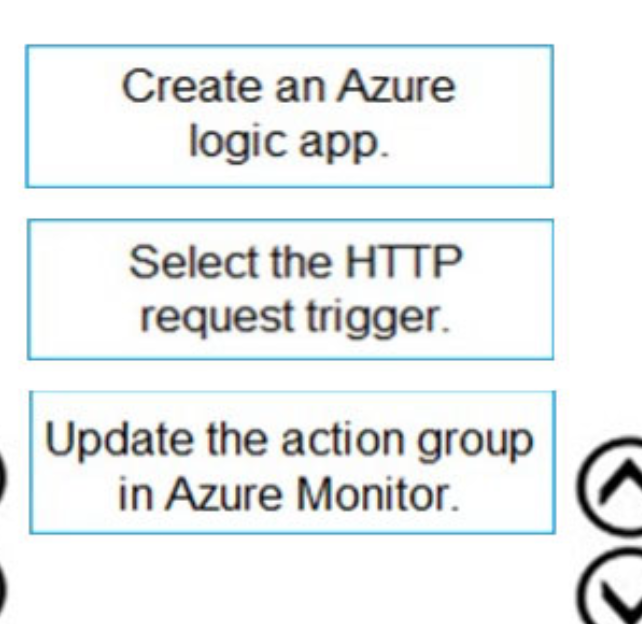 Create an Azure
logic app.
Select the HTTP
request trigger.
Update the action group
in Azure Monitor.